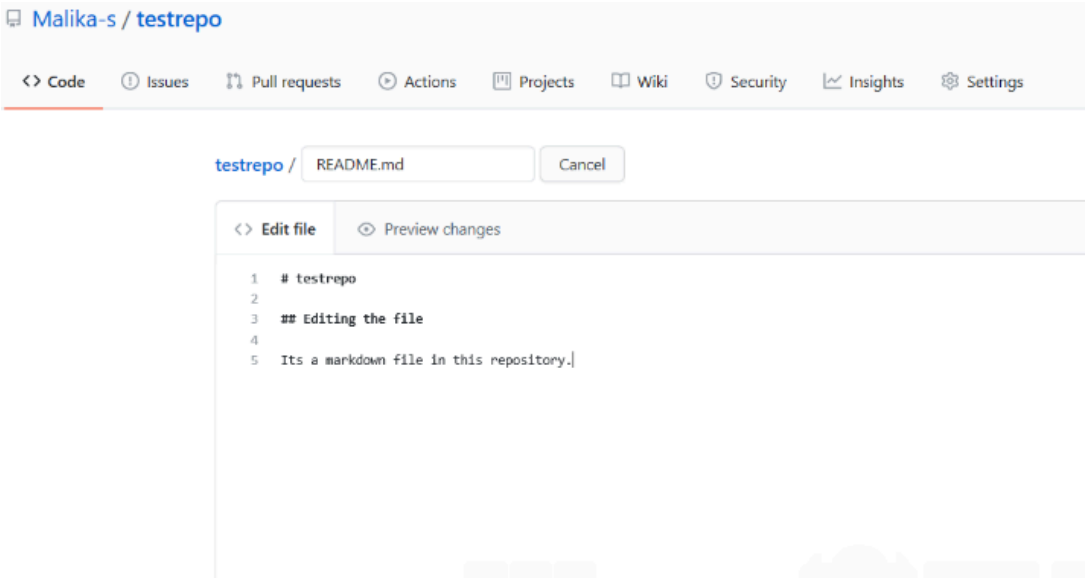 Malika-s / testrepo
<> Code Issues Pull requests Actions Projects Wiki Security Insights Settings
testrepo / README.md Cancel
<> Edit file Preview changes
1 # testrepo
2
3 ## Editing the file
4
5 Its a markdown file in this repository.